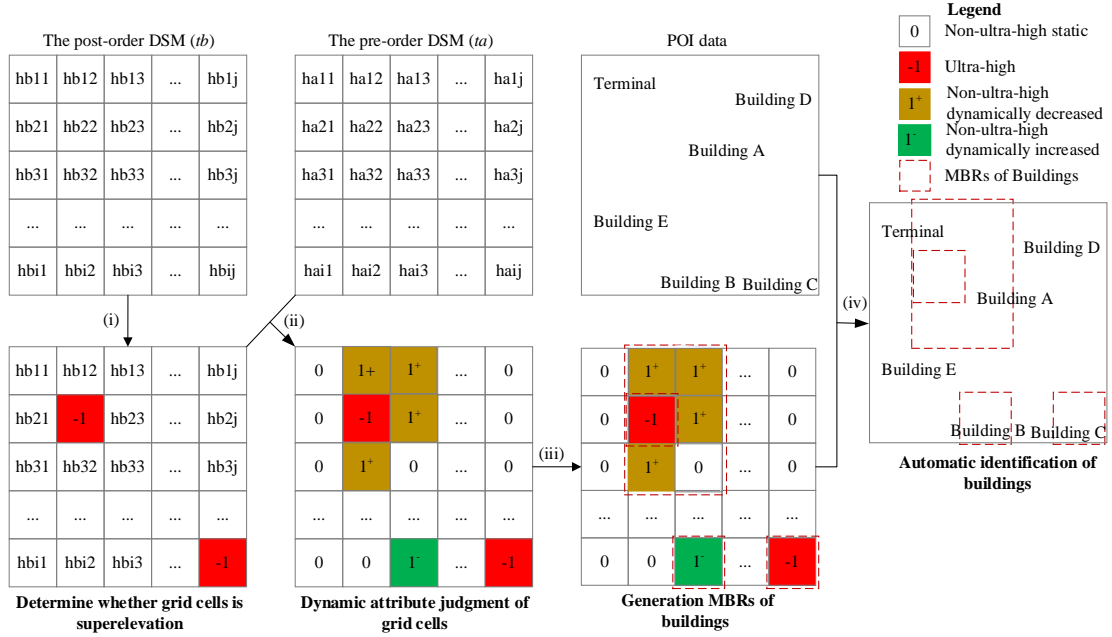 The post-order DSM (tb)
hb11 hb12 hb13 ... hb1j
hb21 hb22 hb23 ... hb2j
hb31 hb32 hb33 ... hb3j
... ... ... ... ...
hbi1 hbi2 hbi3 ... hbij
(i)
The pre-order DSM (ta)
ha11 ha12 ha13 ... ha1j
ha21 ha22 ha23 ... ha2j
ha31 ha32 ha33 ... ha3j
... ... ... ... ...
hai1 hai2 hai3 ... haij
(ii)
POI data
Terminal
Building D
Building A
Building E
Building B
Building C
Legend
0 Non-ultra-high static
-1 Ultra-high
1+ Non-ultra-high
dynamically decreased
1- Non-ultra-high
dynamically increased
MBRs of Buildings
hb11 hb12 hb13 ... hb1j
hb21 -1 hb23 ... hb2j
hb31 hb32 hb33 ... hb3j
... ... ... ... ...
hbi1 hbi2 hbi3 ... -1
Determine whether grid cells is
superelevation
0 1+ 1+ ... 0
0 -1 1+ ... 0
0 1+ 0 ... 0
... ... ... ... ...
0 0 1- ... -1
Dynamic attribute judgment of
grid cells
(iii)
0 1+ 1+ ... 0
0 -1 1+ ... 0
0 1+ 0 ... 0
... ... ... ... ...
0 0 1- ... -1
Generation MBRs of
buildings
(iv)
Terminal
Building D
Building A
Building E
Building B
Building C
Automatic identification of
buildings